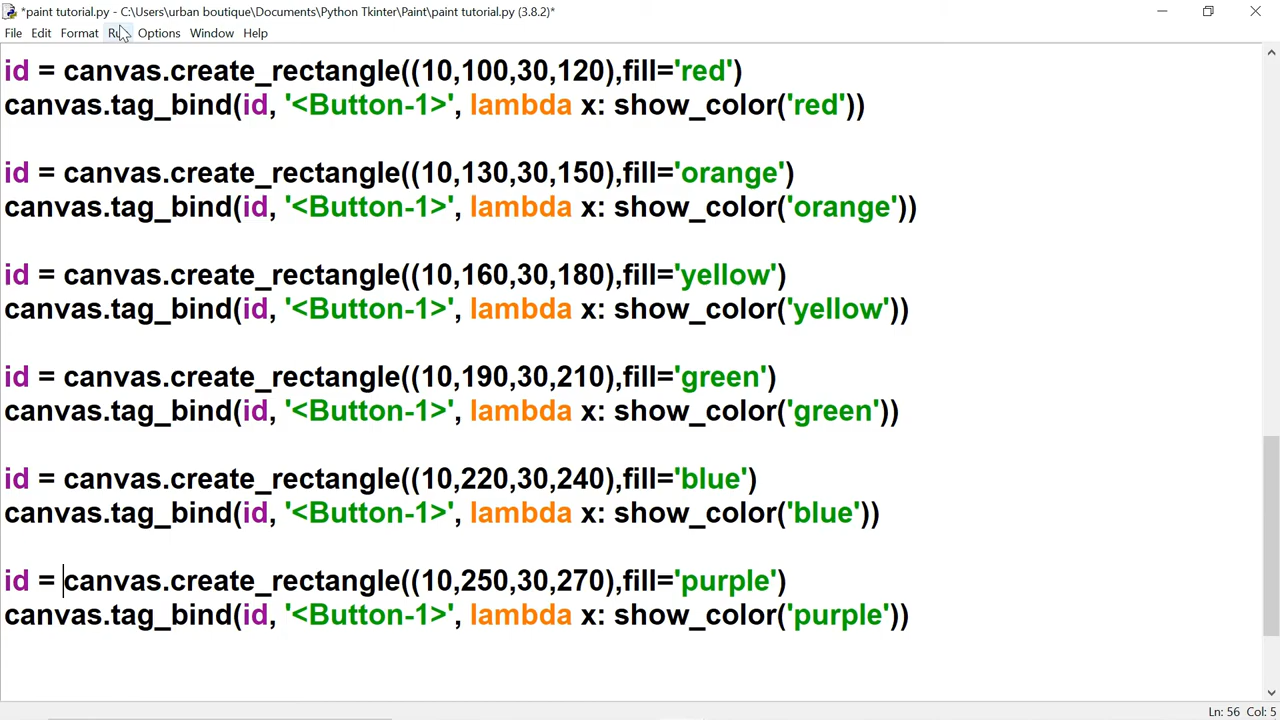 *paint tutorial.py - C:\Users\urban boutique\Documents\Python Tkinter\Paint\paint tutorial.py (3.8.2)*
File Edit Format Run Options Window Help
id = canvas.create_rectangle((10,100,30,120),fill='red')
canvas.tag_bind(id, '<Button-1>', lambda x: show_color('red'))
id = canvas.create_rectangle((10,130,30,150),fill='orange')
canvas.tag_bind(id, '<Button-1>', lambda x: show_color('orange'))
id = canvas.create_rectangle((10,160,30,180),fill='yellow')
canvas.tag_bind(id, '<Button-1>', lambda x: show_color('yellow'))
id = canvas.create_rectangle((10,190,30,210),fill='green')
canvas.tag_bind(id, '<Button-1>', lambda x: show_color('green'))
id = canvas.create_rectangle((10,220,30,240),fill='blue')
canvas.tag_bind(id, '<Button-1>', lambda x: show_color('blue'))
id = canvas.create_rectangle((10,250,30,270),fill='purple')
canvas.tag_bind(id, '<Button-1>', lambda x: show_color('purple'))
Ln: 56 Col: 5